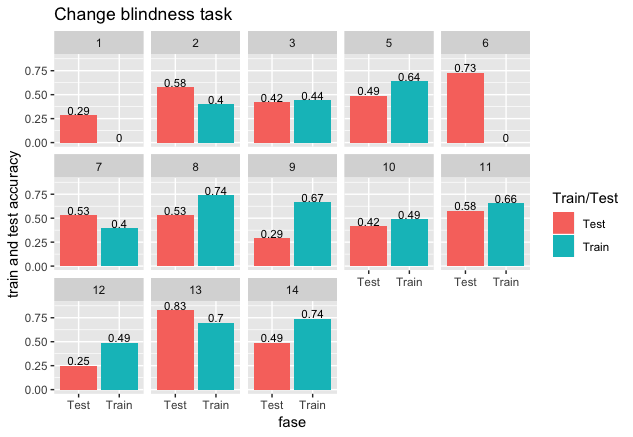 Change blindness task
1 2 3 5 6
0.75
0.50
0.25
0.00
0.29 0 0.58 0.4 0.42 0.44 0.49 0.64 0.73 0
7 8 9 10 11
0.75
0.50
0.25
0.00
0.53 0.4 0.53 0.74 0.29 0.67 0.42 0.49 0.58 0.66
Test Train Test Train
12 13 14
0.75
0.50
0.25
0.00
0.25 0.49 0.83 0.7 0.49 0.74
Test Train Test Train Test Train
fase
train and test accuracy
Train/Test
Test
Train